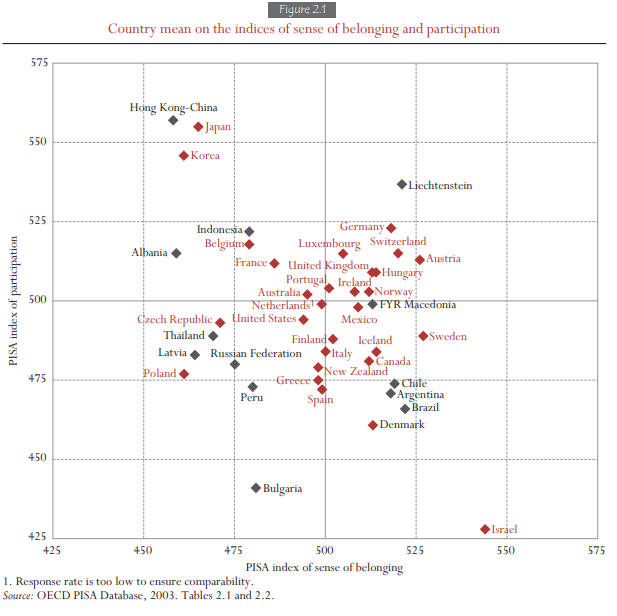 Figure 2.1
Country mean on the indices of sense of belonging and participation
PISA index of participation
575
550
525
500
475
450
425
Hong Kong-China
Japan
Korea
Liechtenstein
Indonesia
Germany
Belgium
Luxembourg
Switzerland
Albania
France
United Kingdom
Hungary
Austria
Portugal
Ireland
Australia
Norway
Netherlands1
FYR Macedonia
Czech Republic
United States
Mexico
Thailand
Finland
Iceland
Sweden
Latvia
Russian Federation
Italy
Canada
Poland
New Zealand
Greece
Chile
Peru
Spain
Argentina
Brazil
Denmark
Bulgaria
Israel
425
450
475
500
525
550
575
PISA index of sense of belonging
1. Response rate is too low to ensure comparability.
Source: OECD PISA Database, 2003. Tables 2.1 and 2.2.